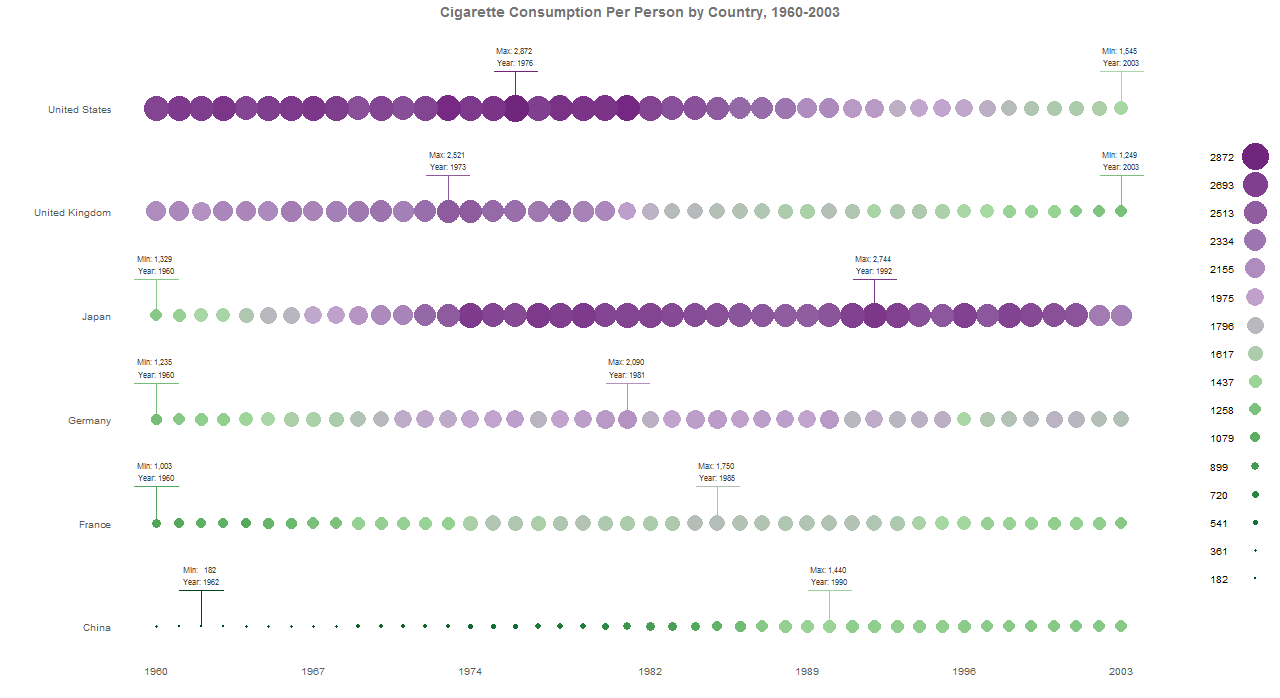 Cigarette Consumption Per Person by Country, 1960-2003
Max: 2,872
Year: 1976
Min: 1,545
Year: 2003
United States
Max: 2,521
Year: 1973
Min: 1,249
Year: 2003
United Kingdom
Min: 1,329
Year: 1960
Max: 2,744
Year: 1992
Japan
Min: 1,235
Year: 1960
Max: 2,090
Year: 1981
Germany
Min: 1,003
Year: 1960
Max: 1,750
Year: 1985
France
Min: 182
Year: 1962
Max: 1,440
Year: 1990
China
1960 1967 1974 1982 1989 1996 2003
2872
2693
2513
2334
2155
1975
1796
1617
1437
1258
1079
899
720
541
361
182